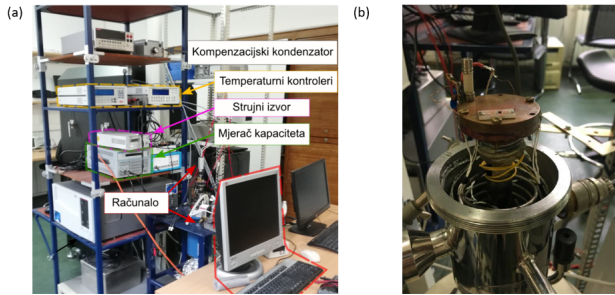 (a)
(b)
Kompenzacijski kondenzator
Temperaturni kontroleri
Strujni izvor
Mjerač kapaciteta
Računalo